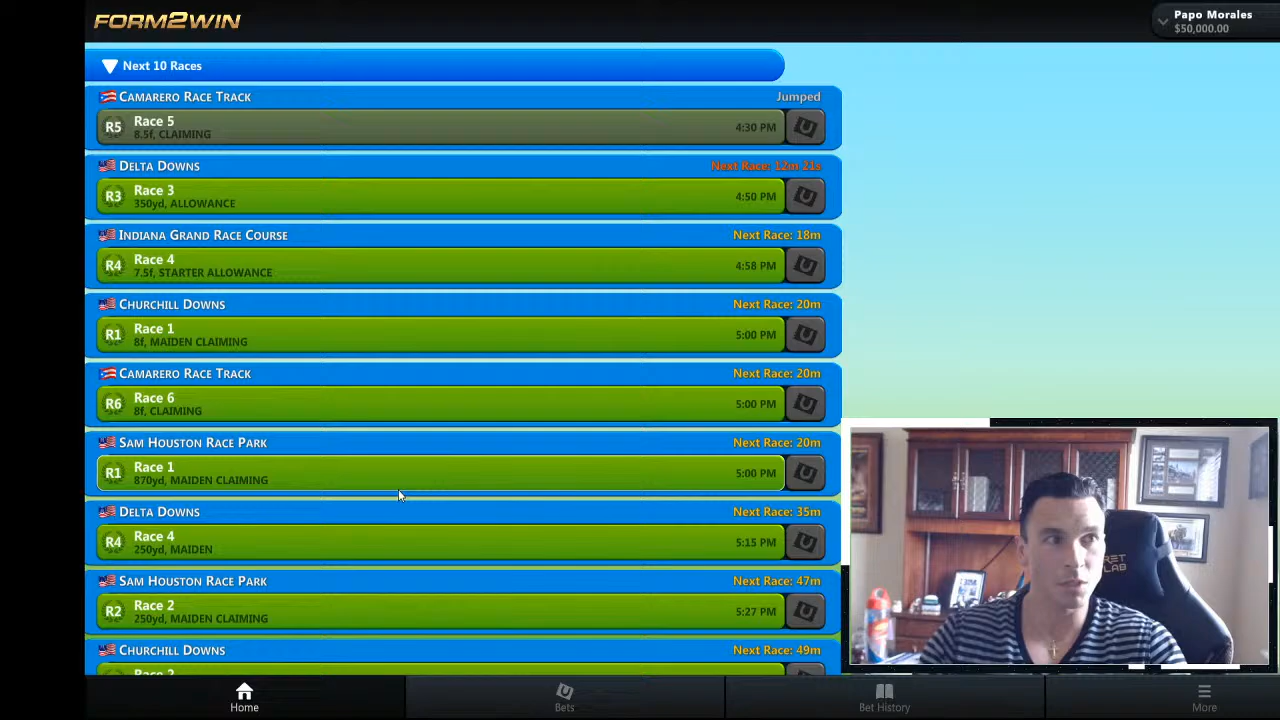 FORM2WIN
Papo Morales
$50,000.00
Next 10 Races
CAMARERO RACE TRACK
Jumped
R5
Race 5
8.5f, CLAIMING
4:30 PM
DELTA DOWNS
Next Race: 12m 21s
R3
Race 3
350yd, ALLOWANCE
4:50 PM
INDIANA GRAND RACE COURSE
Next Race: 18m
R4
Race 4
7.5f, STARTER ALLOWANCE
4:58 PM
CHURCHILL DOWNS
Next Race: 20m
R1
Race 1
8f, MAIDEN CLAIMING
5:00 PM
CAMARERO RACE TRACK
Next Race: 20m
R6
Race 6
8f, CLAIMING
5:00 PM
SAM HOUSTON RACE PARK
Next Race: 20m
R1
Race 1
870yd, MAIDEN CLAIMING
5:00 PM
DELTA DOWNS
Next Race: 35m
R4
Race 4
250yd, MAIDEN
5:15 PM
SAM HOUSTON RACE PARK
Next Race: 47m
R2
Race 2
250yd, MAIDEN CLAIMING
5:27 PM
CHURCHILL DOWNS
Next Race: 49m
Race 2
Home
Bets
Bet History
More